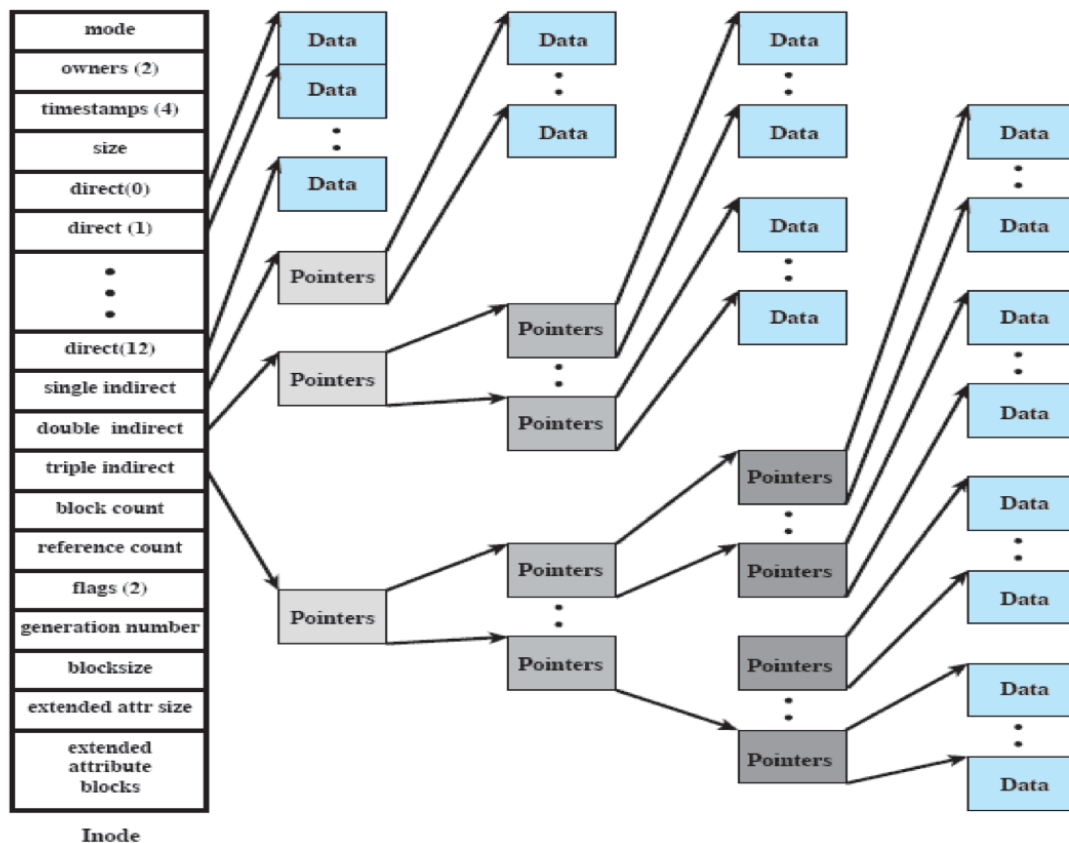 mode
owners (2)
timestamps (4)
size
direct(0)
direct (1)
direct(12)
single indirect
double indirect
triple indirect
block count
reference count
flags (2)
generation number
blocksize
extended attr size
extended
attribute
blocks
Inode
Data
Data
Data
Pointers
Pointers
Pointers
Data
Data
Pointers
Pointers
Pointers
Pointers
Data
Data
Data
Data
Pointers
Pointers
Pointers
Pointers
Data
Data
Data
Data
Data
Data
Data
Data